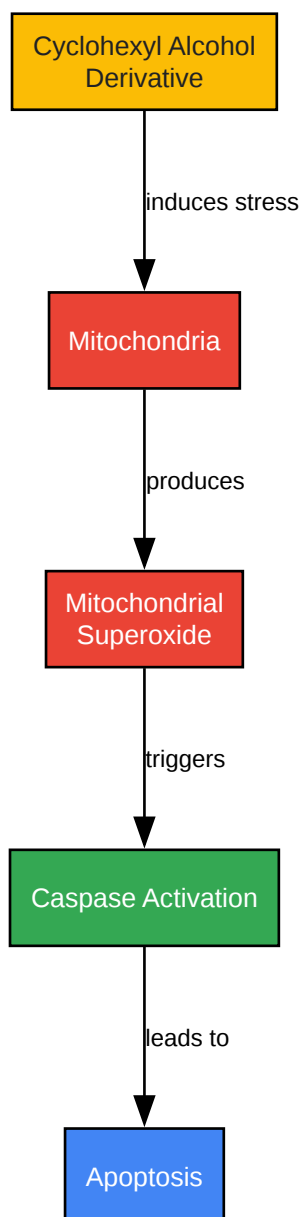 Cyclohexyl Alcohol
Derivative
induces stress
Mitochondria
produces
Mitochondrial
Superoxide
triggers
Caspase Activation
leads to
Apoptosis